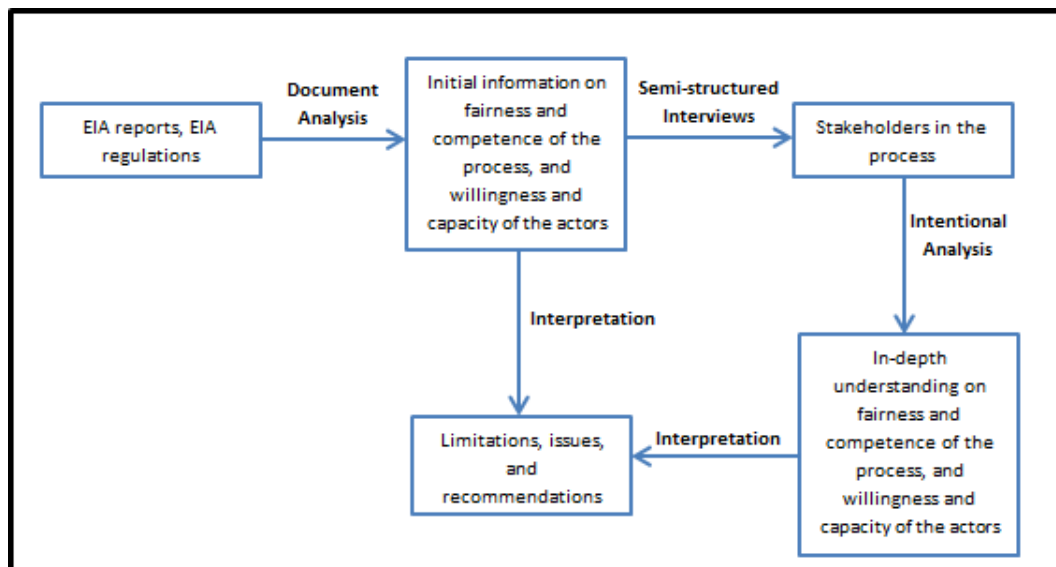 EIA reports, EIA
regulations
Document
Analysis
Initial information on
fairness and
competence of the
process, and
willingness and
capacity of the actors
Semi-structured
Interviews
Stakeholders in the
process
Intentional
Analysis
Interpretation
In-depth
understanding on
fairness and
competence of the
process, and
willingness and
capacity of the actors
Interpretation
Limitations, issues,
and
recommendations